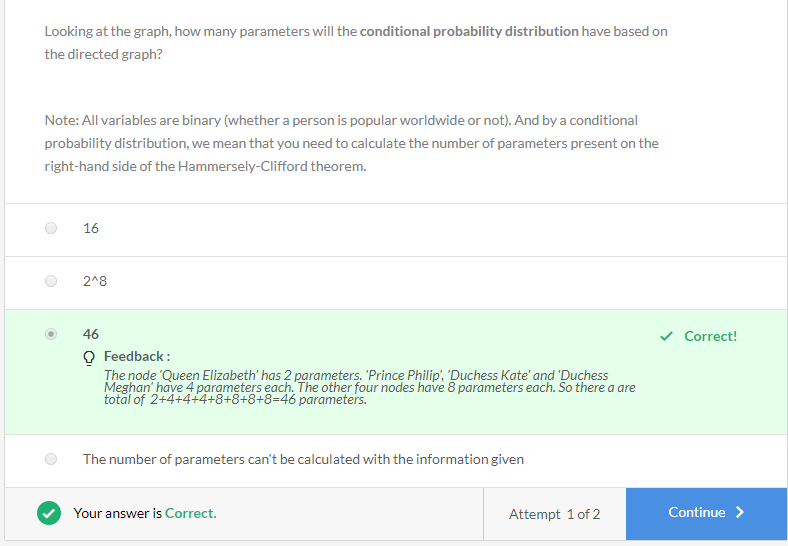 Looking at the graph, how many parameters will the conditional probability distribution have based on
the directed graph?
Note: All variables are binary (whether a person is popular worldwide or not). And by a conditional
probability distribution, we mean that you need to calculate the number of parameters present on the
right-hand side of the Hammersely-Clifford theorem.
16
2^8
46
Correct!
Feedback :
The node 'Queen Elizabeth' has 2 parameters. 'Prince Philip', 'Duchess Kate' and 'Duchess
Meghan' have 4 parameters each. The other four nodes have 8 parameters each. So there a are
total of 2+4+4+4+8+8+8+8=46 parameters.
The number of parameters can't be calculated with the information given
Your answer is Correct.
Attempt 1 of 2
Continue